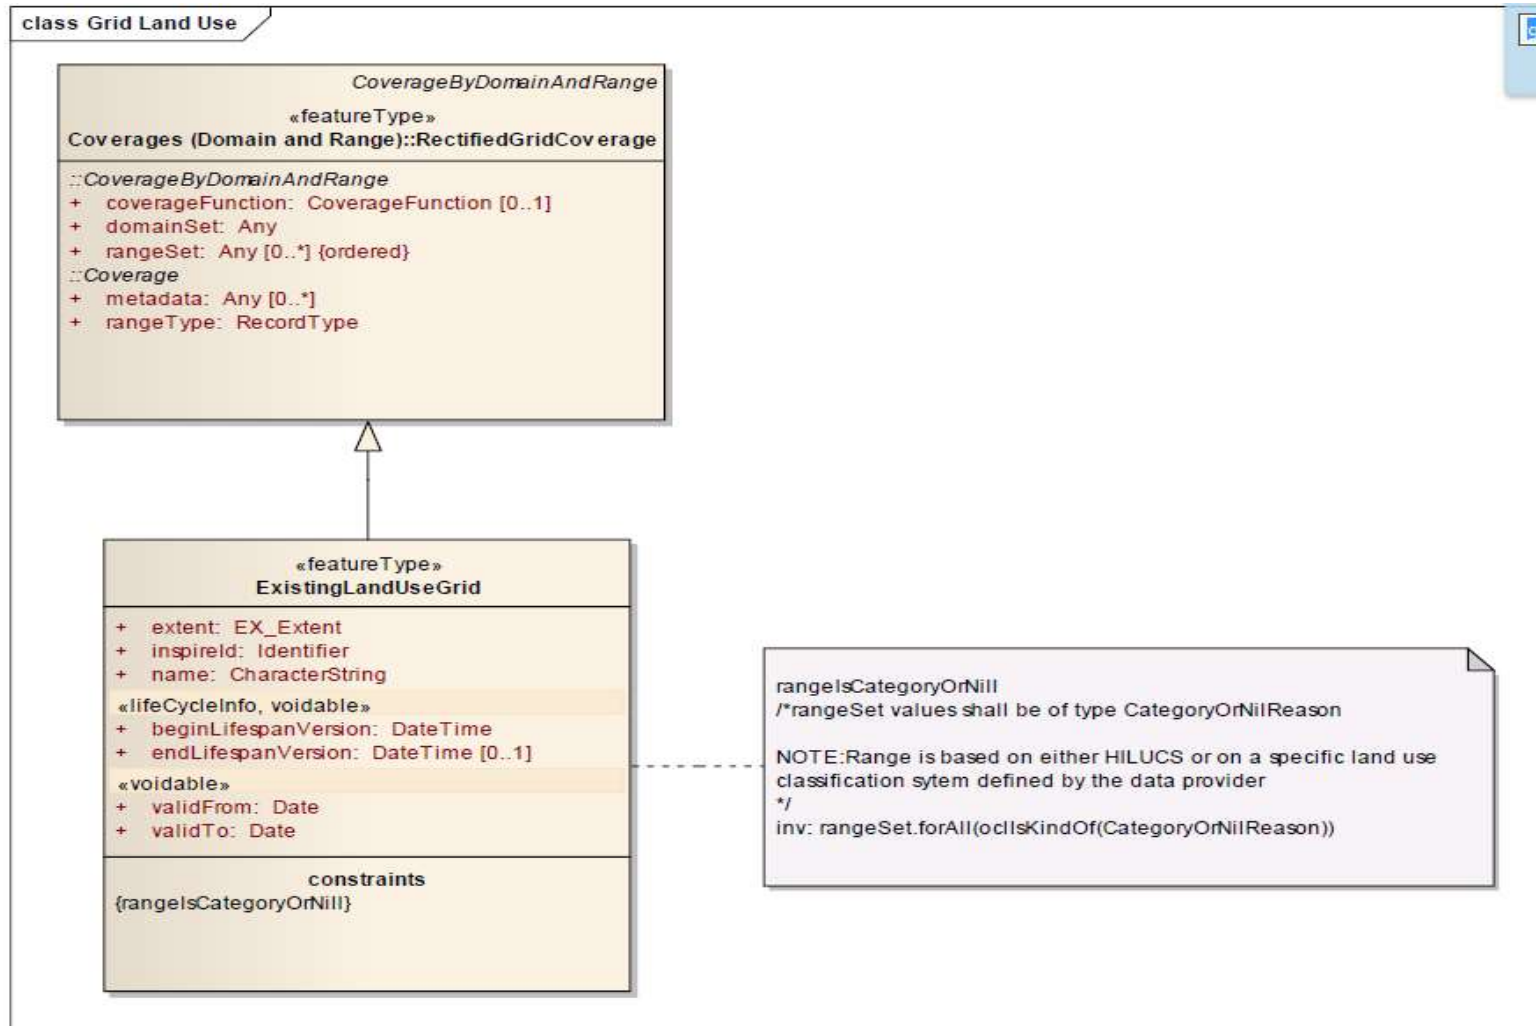 class Grid Land Use
CoverageByDomainAndRange
«featureType»
Coverages (Domain and Range)::RectifiedGridCoverage
::CoverageByDomainAndRange
+ coverageFunction: CoverageFunction [0..1]
+ domainSet: Any
+ rangeSet: Any [0..*] {ordered}
::Coverage
+ metadata: Any [0..*]
+ rangeType: RecordType
«featureType»
ExistingLandUseGrid
+ extent: EX_Extent
+ inspireId: Identifier
+ name: CharacterString
«lifeCycleInfo, voidable»
+ beginLifespanVersion: DateTime
+ endLifespanVersion: DateTime [0..1]
«voidable»
+ validFrom: Date
+ validTo: Date
constraints
{rangeIsCategoryOrNill}
rangeIsCategoryOrNill
/*rangeSet values shall be of type CategoryOrNilReason
NOTE:Range is based on either HILUCS or on a specific land use
classification sytem defined by the data provider
*/
inv: rangeSet.forAll(oclIsKindOf(CategoryOrNilReason))